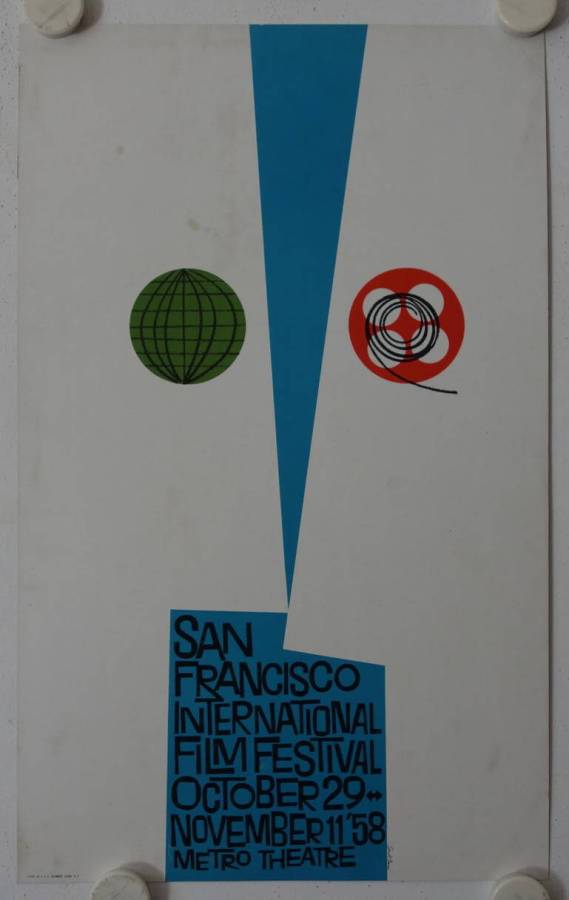 SAN
FRANCISCO
INTERNATIONAL
FILM FESTIVAL
OCTOBER 29↔
NOVEMBER 11 '58
METRO THEATRE